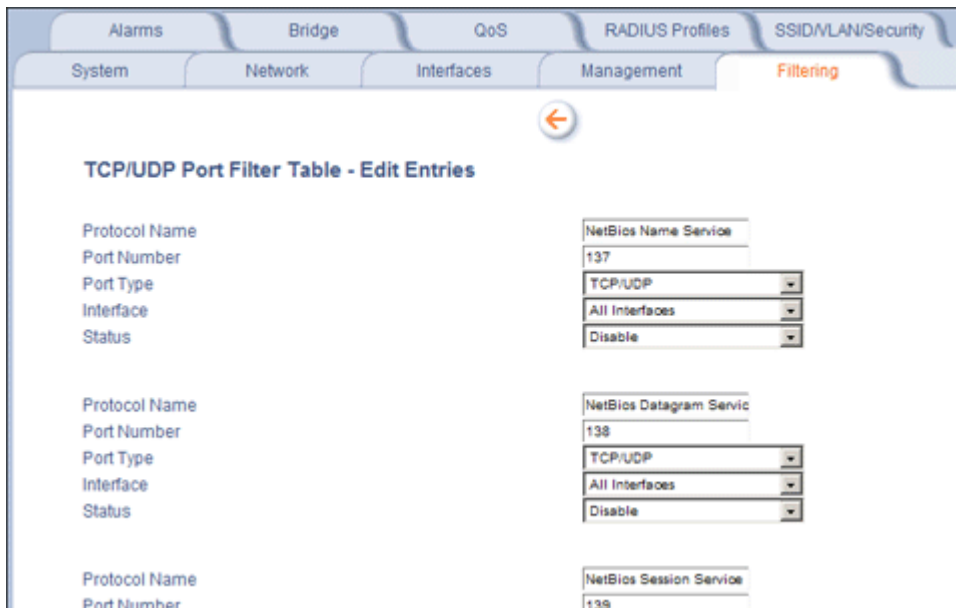 Alarms Bridge QoS RADIUS Profiles SSID/VLAN/Security
System Network Interfaces Management Filtering
TCP/UDP Port Filter Table - Edit Entries
Protocol Name NetBios Name Service
Port Number 137
Port Type TCP/UDP
Interface All Interfaces
Status Disable
Protocol Name NetBios Datagram Servic
Port Number 138
Port Type TCP/UDP
Interface All Interfaces
Status Disable
Protocol Name NetBios Session Service
Port Number 139